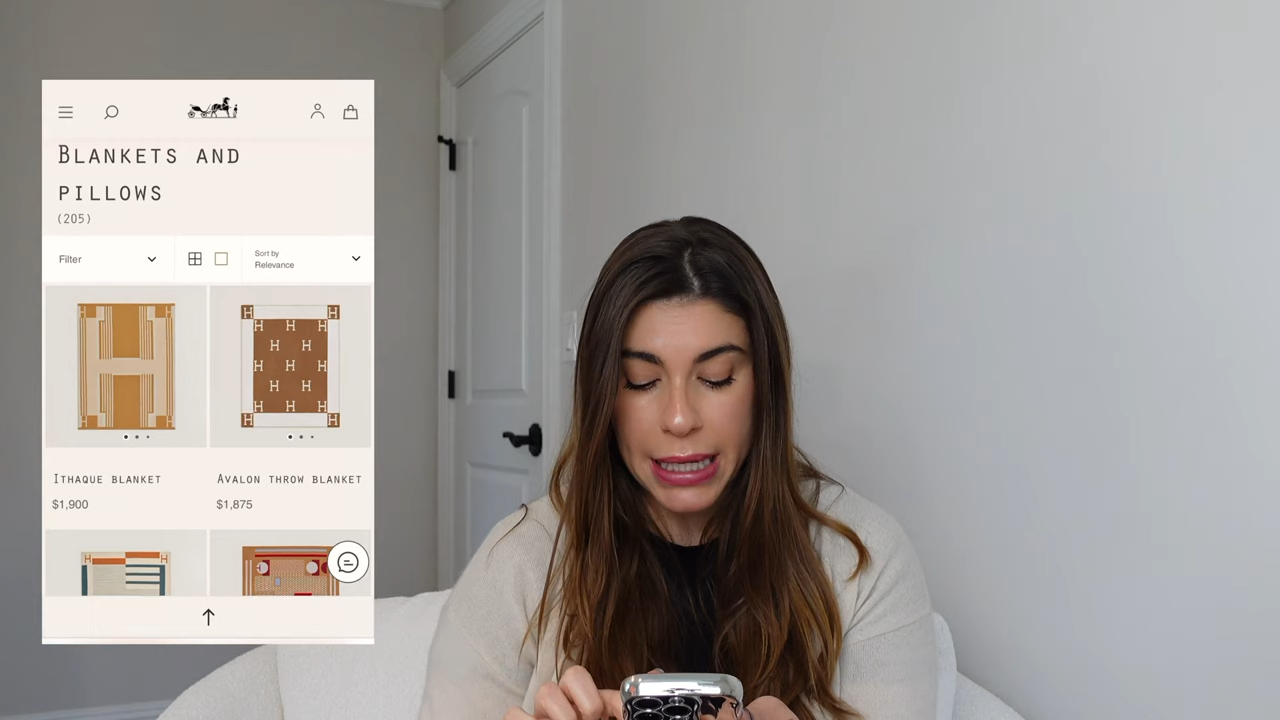 BLANKETS AND
PILLOWS
(205)
Filter
Sort by
Relevance
ITHAQUE BLANKET
$1,900
AVALON THROW BLANKET
$1,875